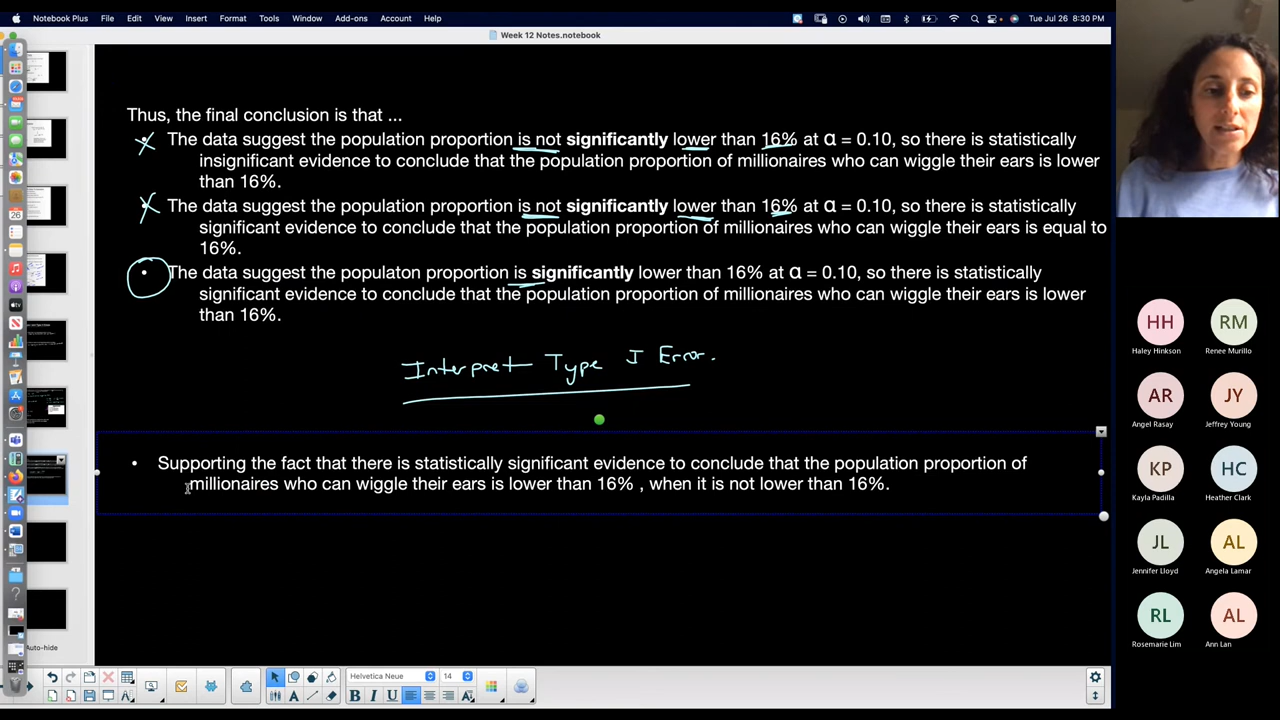 Notebook Plus File Edit View Insert Format Tools Window Add-ons Account Help
Tue Jul 26 8:30 PM
Week 12 Notes.notebook
Thus, the final conclusion is that ...
The data suggest the population proportion is not significantly lower than 16% at α = 0.10, so there is statistically
insignificant evidence to conclude that the population proportion of millionaires who can wiggle their ears is lower
than 16%.
The data suggest the population proportion is not significantly lower than 16% at α = 0.10, so there is statistically
significant evidence to conclude that the population proportion of millionaires who can wiggle their ears is equal to
16%.
The data suggest the populaton proportion is significantly lower than 16% at α = 0.10, so there is statistically
significant evidence to conclude that the population proportion of millionaires who can wiggle their ears is lower
than 16%.
Interpret Type I Error.
• Supporting the fact that there is statistically significant evidence to conclude that the population proportion of
millionaires who can wiggle their ears is lower than 16% , when it is not lower than 16%.
HH RM
Haley Hinkson Renee Murillo
AR JY
Angel Rasay Jeffrey Young
KP HC
Kayla Padilla Heather Clark
JL AL
Jennifer Lloyd Angela Lamar
RL AL
Rosemarie Lim Ann Lan
26
Auto-hide
Helvetica Neue 14
B I U